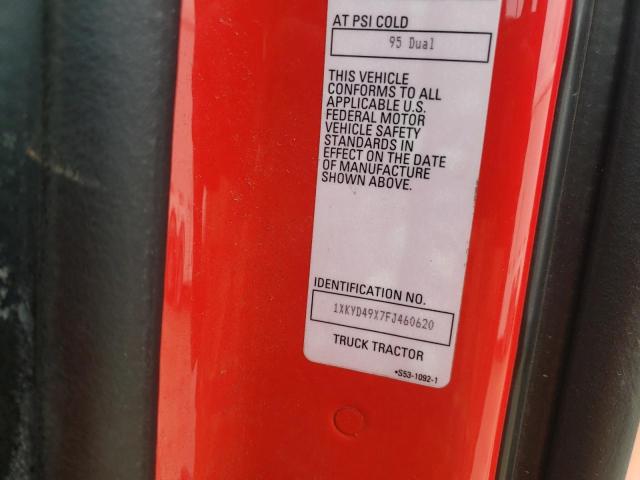 AT PSI COLD
95 Dual
THIS VEHICLE
CONFORMS TO ALL
APPLICABLE U.S.
FEDERAL MOTOR
VEHICLE SAFETY
STANDARDS IN
EFFECT ON THE DATE
OF MANUFACTURE
SHOWN ABOVE.
IDENTIFICATION NO.
1XKYD49X7FJ460620
TRUCK TRACTOR
*S53-1092-1